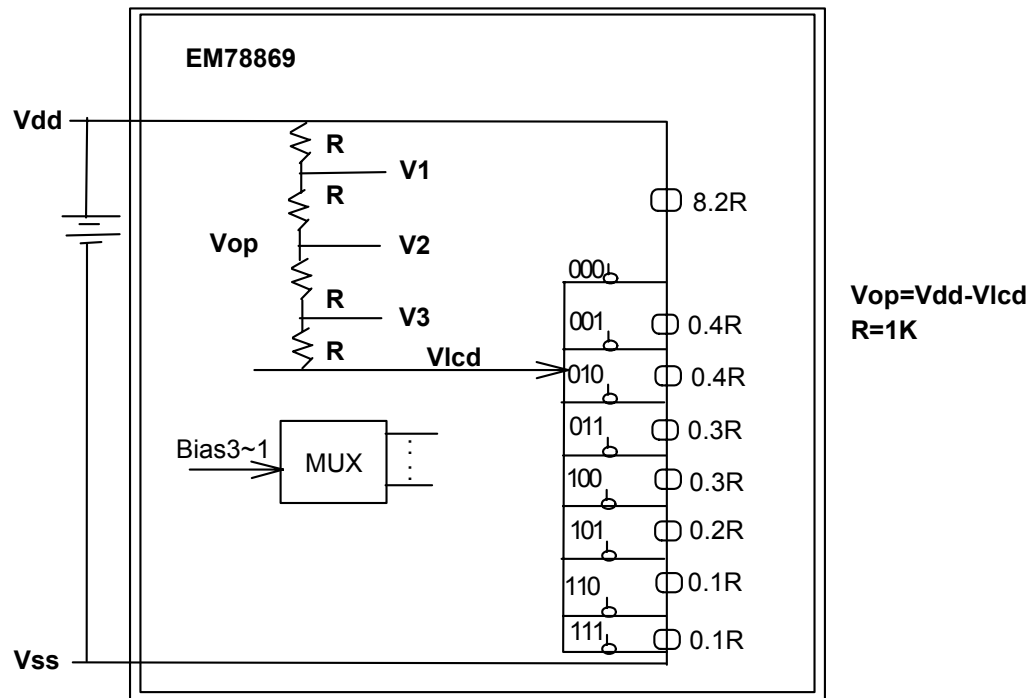 EM78869
Vdd
R
V1
8.2R
R
Vop
V2
000
Vop=Vdd-Vlcd
R=1K
R
V3
001
0.4R
R
Vlcd
010
0.4R
011
0.3R
Bias3~1
MUX
100
0.3R
101
0.2R
110
0.1R
111
0.1R
Vss